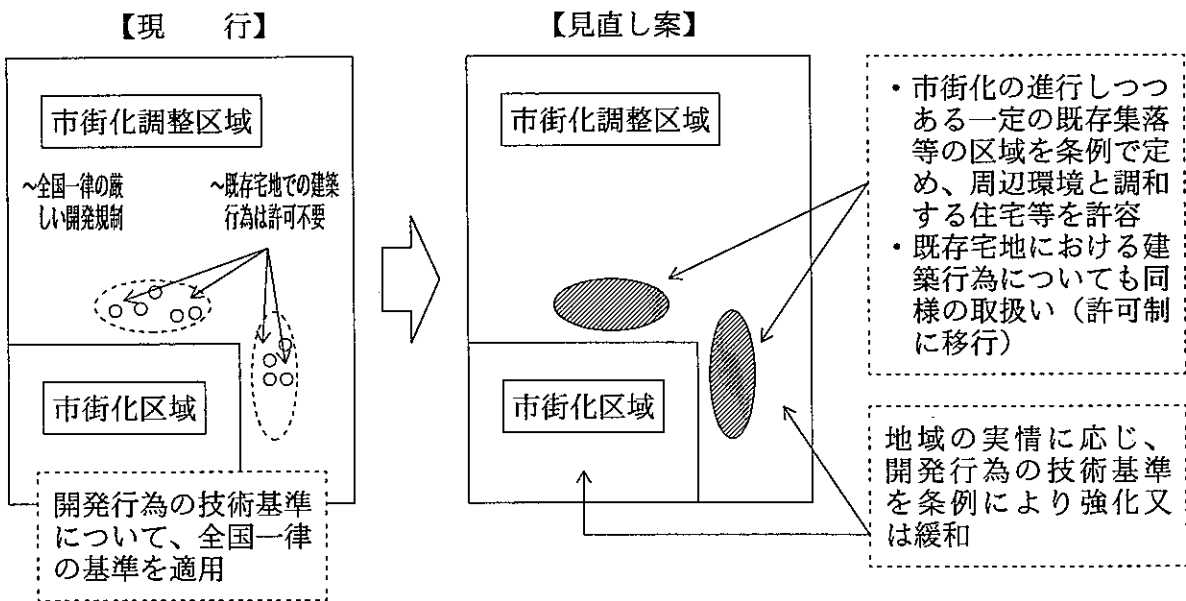 【現　　行】
市街化調整区域
～全国一律の厳
しい開発規制
～既存宅地での建築
行為は許可不要
市街化区域
開発行為の技術基準
について、全国一律
の基準を適用
【見直し案】
市街化調整区域
市街化区域
・市街化の進行しつつ
ある一定の既存集落
等の区域を条例で定
め、周辺環境と調和
する住宅等を許容
・既存宅地における建
築行為についても同
様の取扱い（許可制
に移行）
地域の実情に応じ、
開発行為の技術基準
を条例により強化又
は緩和